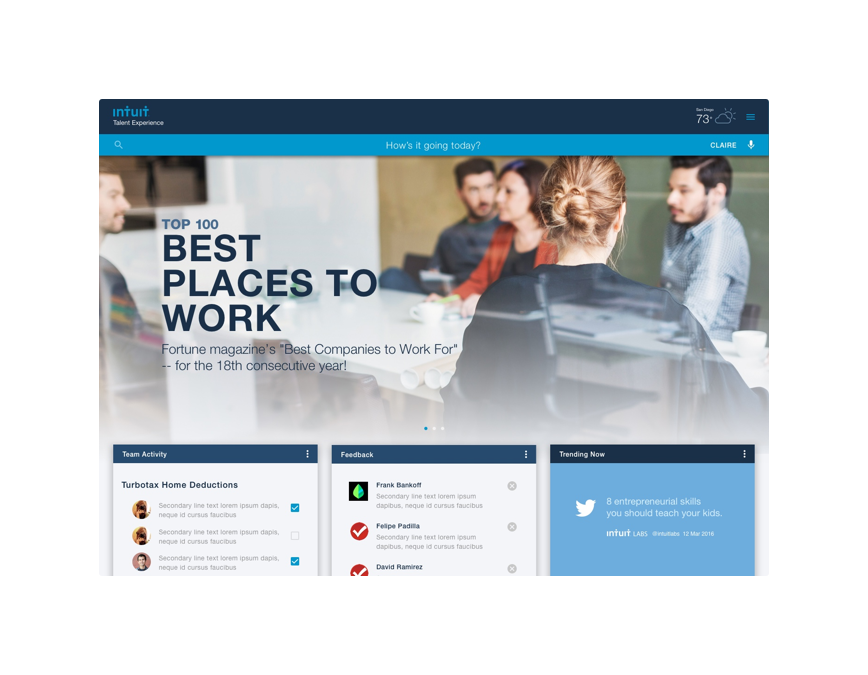 intuit
Talent Experience
San Diego
73°
How's it going today?
CLAIRE
TOP 100
BEST
PLACES TO
WORK
Fortune magazine's "Best Companies to Work For"
-- for the 18th consecutive year!
Team Activity
Turbotax Home Deductions
Secondary line text lorem ipsum dapis,
neque id cursus faucibus
Secondary line text lorem ipsum dapis,
neque id cursus faucibus
Secondary line text lorem ipsum dapis,
neque id cursus faucibus
Feedback
Frank Bankoff
Secondary line text lorem ipsum
dapibus, neque id cursus faucibus
Felipe Padilla
Secondary line text lorem ipsum
dapibus, neque id cursus faucibus
David Ramirez
Trending Now
8 entrepreneurial skills
you should teach your kids.
intuit LABS @intuitlabs 12 Mar 2016